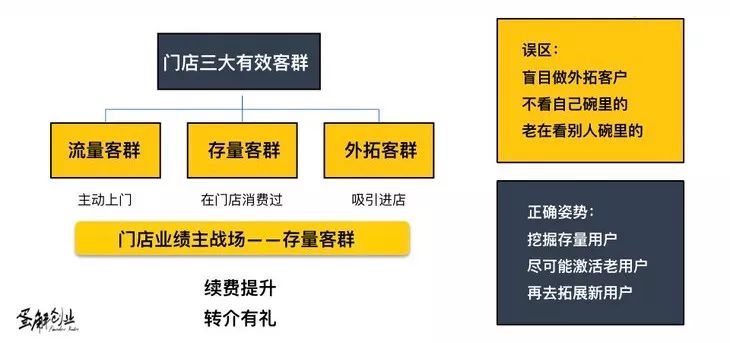 门店三大有效客群
流量客群
存量客群
外拓客群
主动上门
在门店消费过
吸引进店
门店业绩主战场——存量客群
续费提升
转介有礼
误区：
盲目做外拓客户
不看自己碗里的
老在看别人碗里的
正确姿势：
挖掘存量用户
尽可能激活老用户
再去拓展新用户
蛋解创业